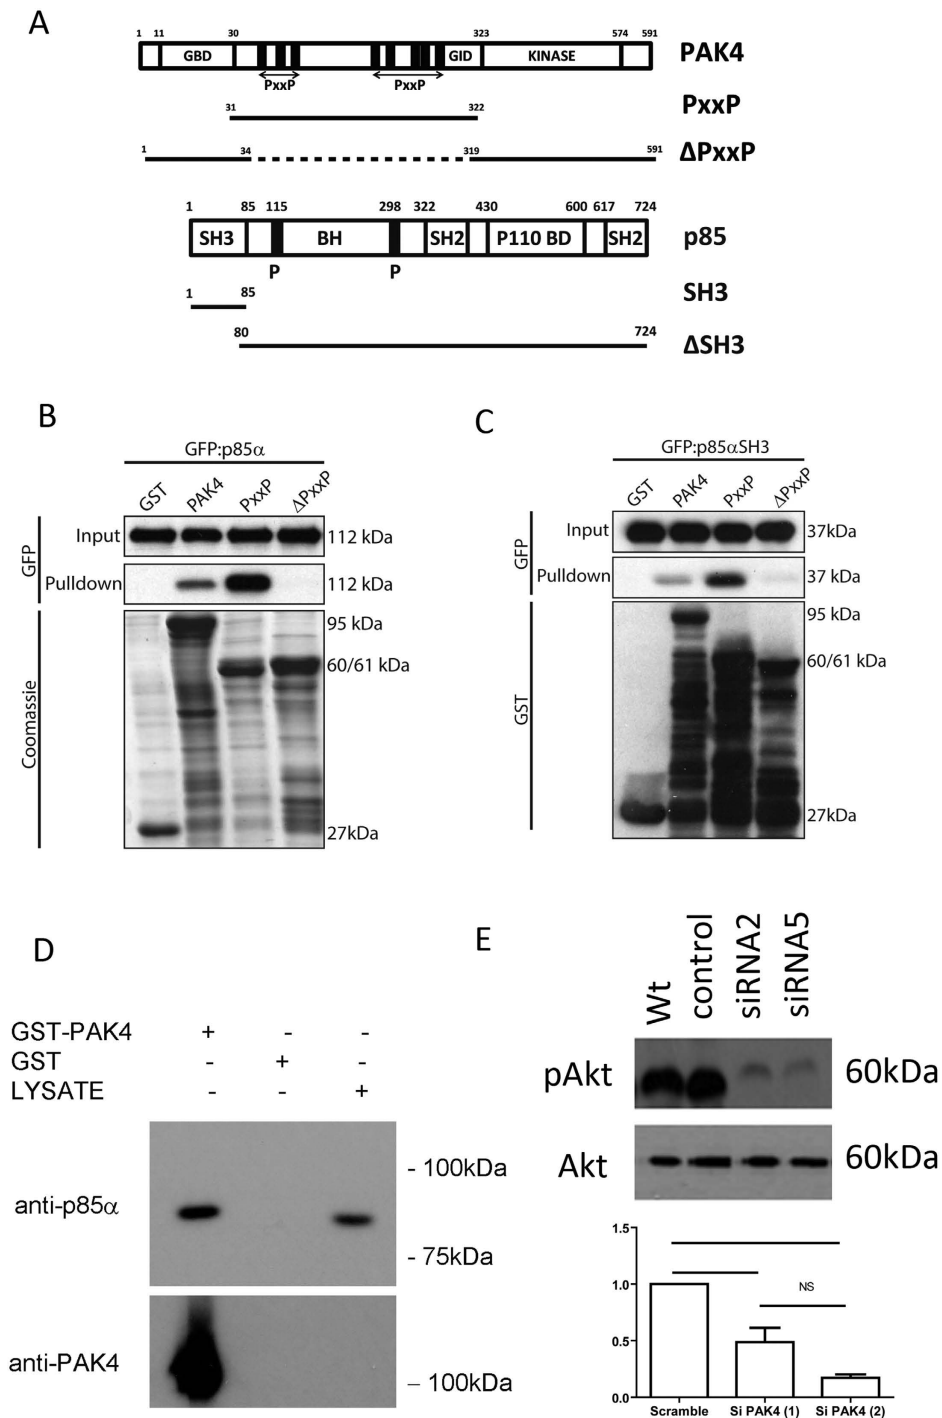 A
1 11 30 323 574 591
GBD GID KINASE PAK4
PxxP PxxP
31 322 PxxP
1 34 319 591 ΔPxxP
1 85 115 298 322 430 600 617 724
SH3 BH SH2 P110 BD SH2 p85
P P
1 85 SH3
80 724 ΔSH3
B
GFP:p85α
GST PAK4 PxxP ΔPxxP
GFP
Input 112 kDa
Pulldown 112 kDa
Coomassie
95 kDa
60/61 kDa
27kDa
C
GFP:p85αSH3
GST PAK4 PxxP ΔPxxP
GFP
Input 37kDa
Pulldown 37 kDa
GST
95 kDa
60/61 kDa
27kDa
D
GST-PAK4 + - -
GST - + -
LYSATE - - +
anti-p85α
- 100kDa
- 75kDa
anti-PAK4
– 100kDa
E
Wt control siRNA2 siRNA5
pAkt 60kDa
Akt 60kDa
1.5
1.0
0.5
0.0
NS
Scramble Si PAK4 (1) Si PAK4 (2)